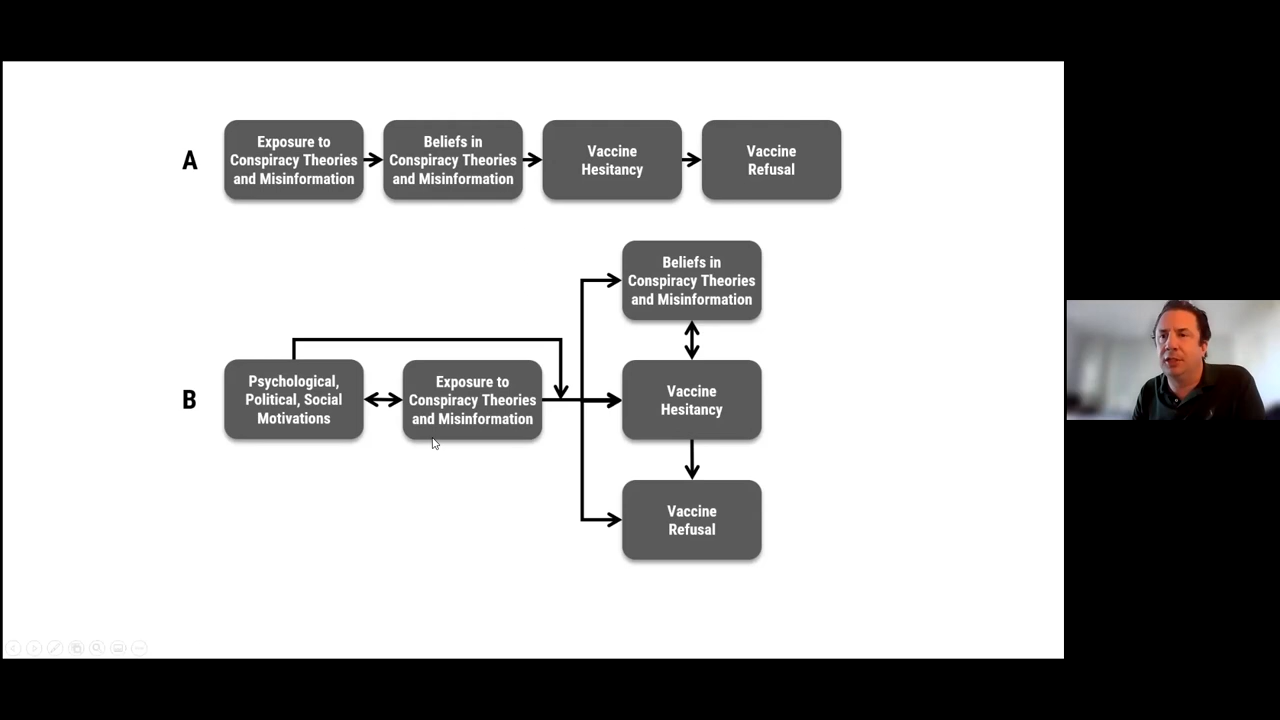 A
Exposure to
Conspiracy Theories
and Misinformation
Beliefs in
Conspiracy Theories
and Misinformation
Vaccine
Hesitancy
Vaccine
Refusal
B
Psychological,
Political, Social
Motivations
Exposure to
Conspiracy Theories
and Misinformation
Beliefs in
Conspiracy Theories
and Misinformation
Vaccine
Hesitancy
Vaccine
Refusal